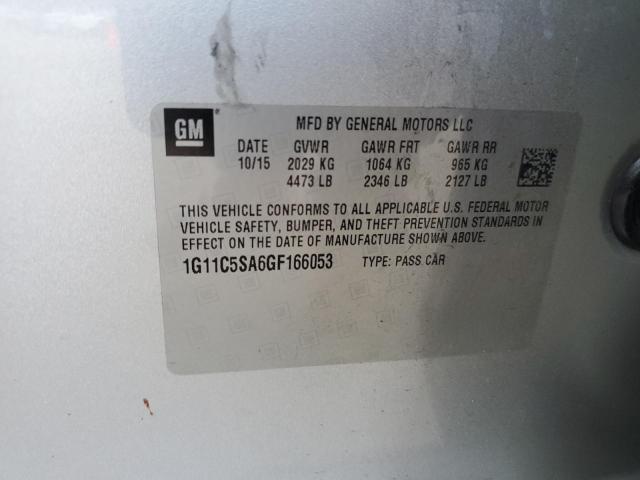 GM
MFD BY GENERAL MOTORS LLC
DATE GVWR GAWR FRT GAWR RR
10/15 2029 KG 1064 KG 965 KG
4473 LB 2346 LB 2127 LB
THIS VEHICLE CONFORMS TO ALL APPLICABLE U.S. FEDERAL MOTOR
VEHICLE SAFETY, BUMPER, AND THEFT PREVENTION STANDARDS IN
EFFECT ON THE DATE OF MANUFACTURE SHOWN ABOVE.
1G11C5SA6GF166053 TYPE: PASS CAR